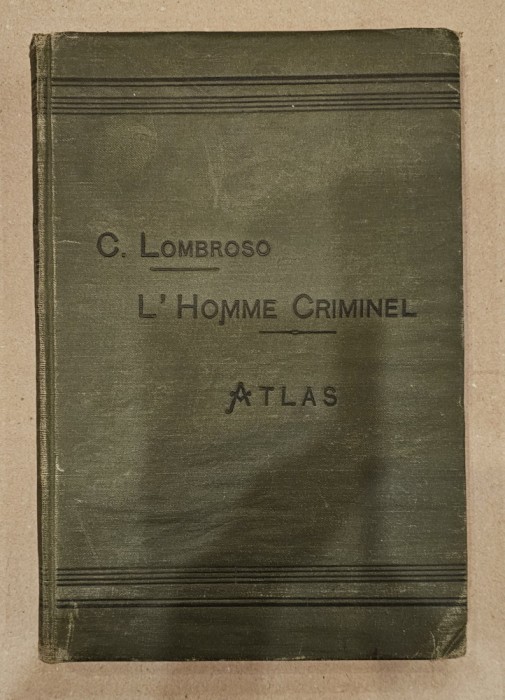 C. LOMBROSO
L' HOMME CRIMINEL
ATLAS